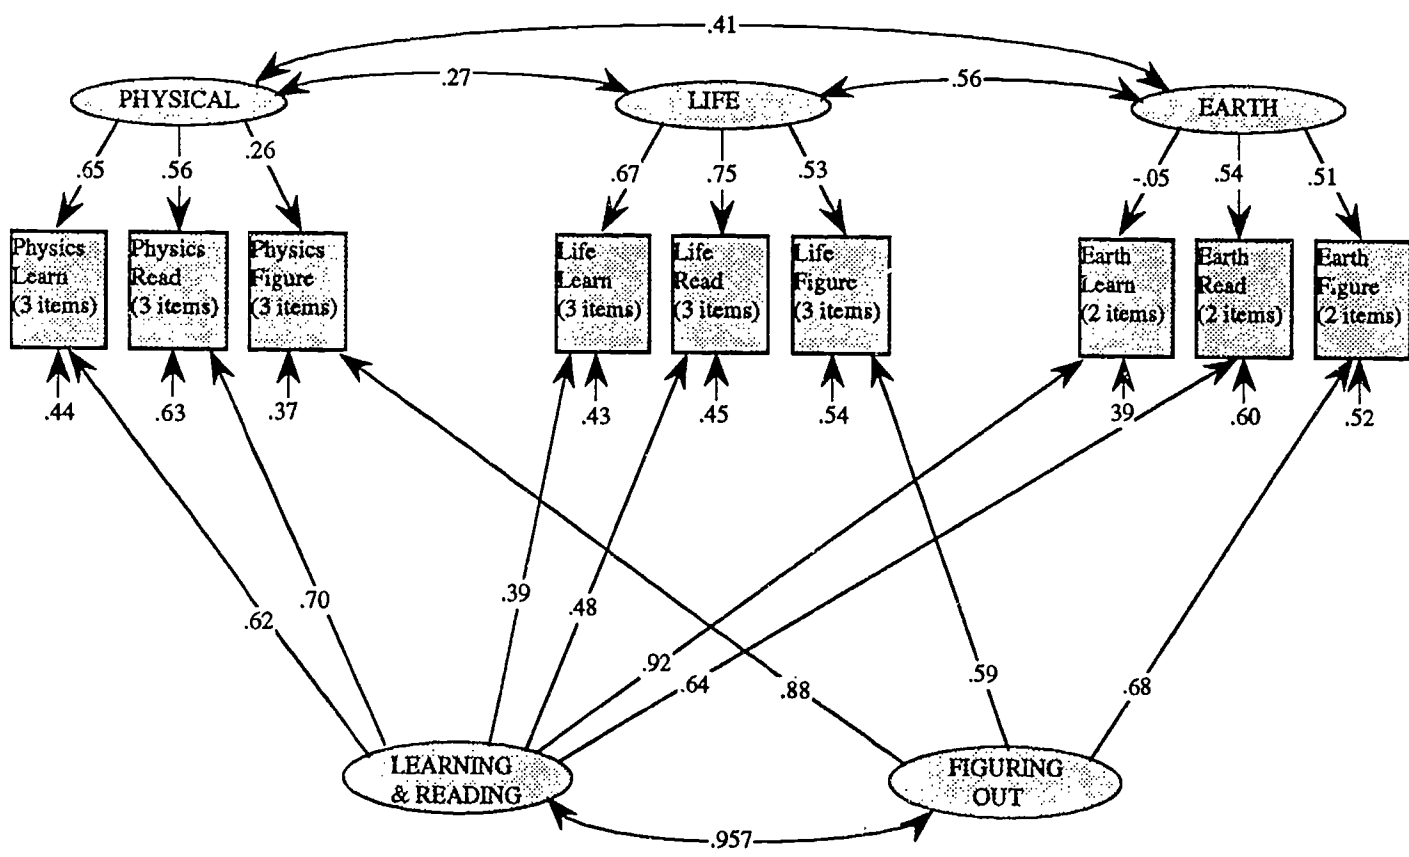 .41
.27
.56
PHYSICAL
LIFE
EARTH
.65
.56
.26
.67
.75
.53
-.05
.54
.51
Physics
Learn
(3 items)
Physics
Read
(3 items)
Physics
Figure
(3 items)
Life
Learn
(3 items)
Life
Read
(3 items)
Life
Figure
(3 items)
Earth
Learn
(2 items)
Earth
Read
(2 items)
Earth
Figure
(2 items)
.44
.63
.37
.43
.45
.54
39
.60
.52
.62
.70
.39
.48
.92
.64
.88
.59
.68
LEARNING
& READING
FIGURING
OUT
.957